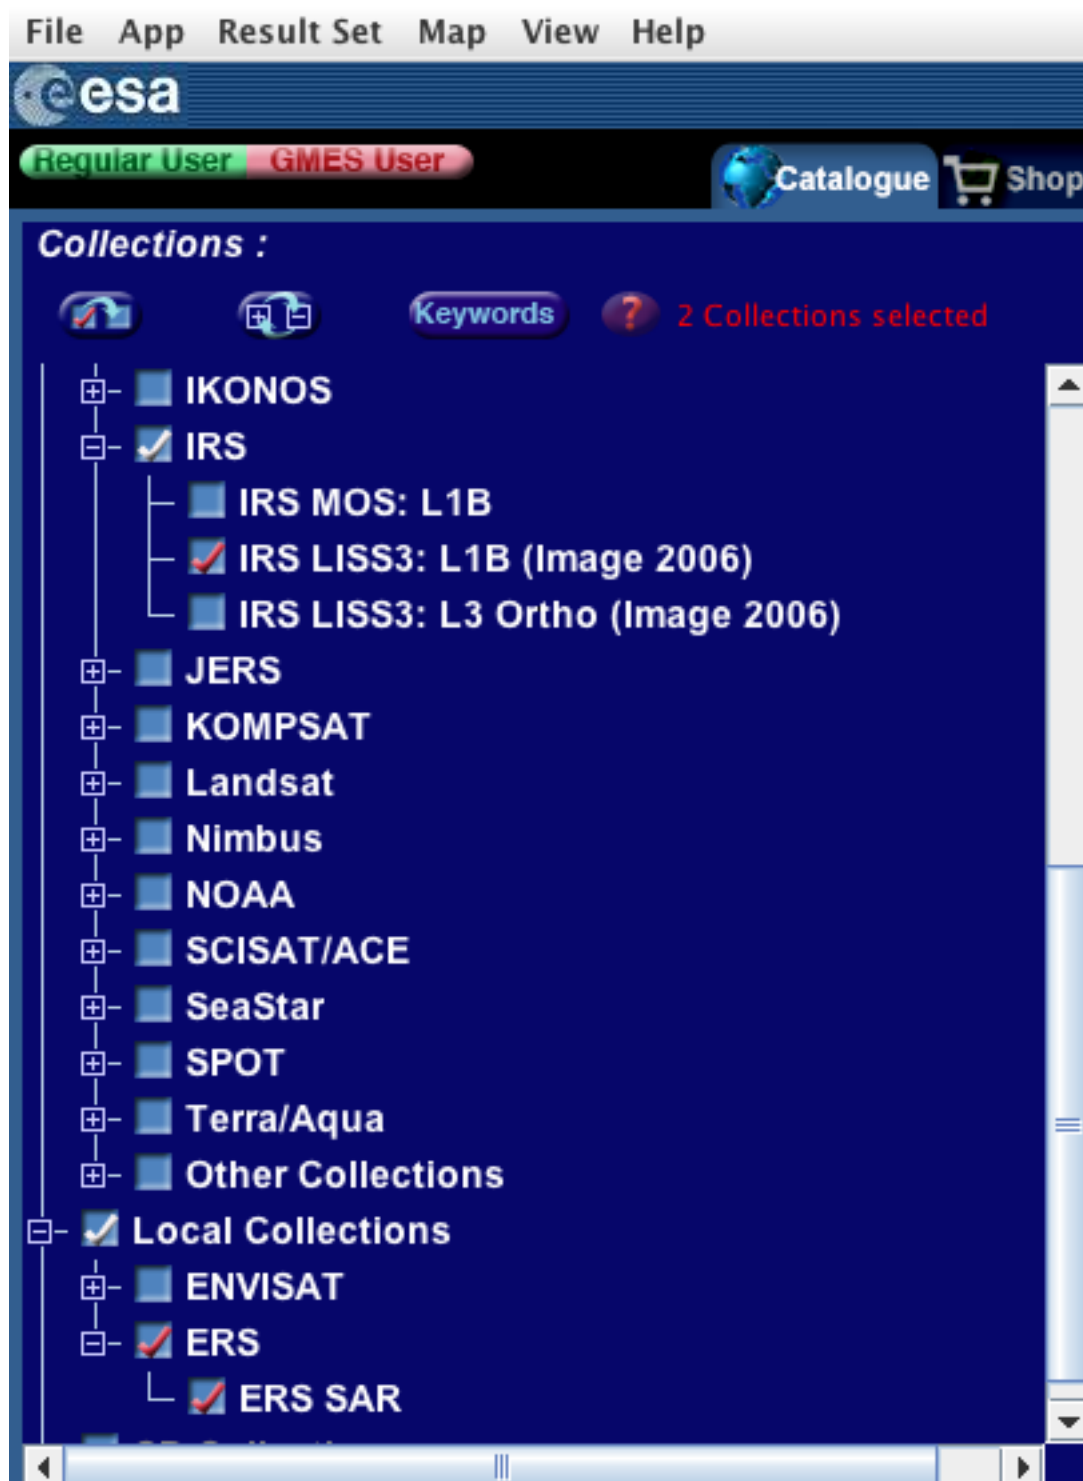 File App Result Set Map View Help
esa
Regular User GMES User Catalogue Shop
Collections :
Keywords ? 2 Collections selected
IKONOS
IRS
IRS MOS: L1B
IRS LISS3: L1B (Image 2006)
IRS LISS3: L3 Ortho (Image 2006)
JERS
KOMPSAT
Landsat
Nimbus
NOAA
SCISAT/ACE
SeaStar
SPOT
Terra/Aqua
Other Collections
Local Collections
ENVISAT
ERS
ERS SAR